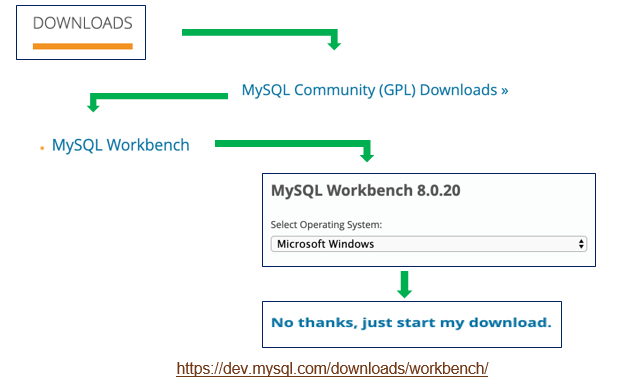 DOWNLOADS
MySQL Community (GPL) Downloads »
• MySQL Workbench
MySQL Workbench 8.0.20
Select Operating System:
Microsoft Windows
No thanks, just start my download.
https://dev.mysql.com/downloads/workbench/